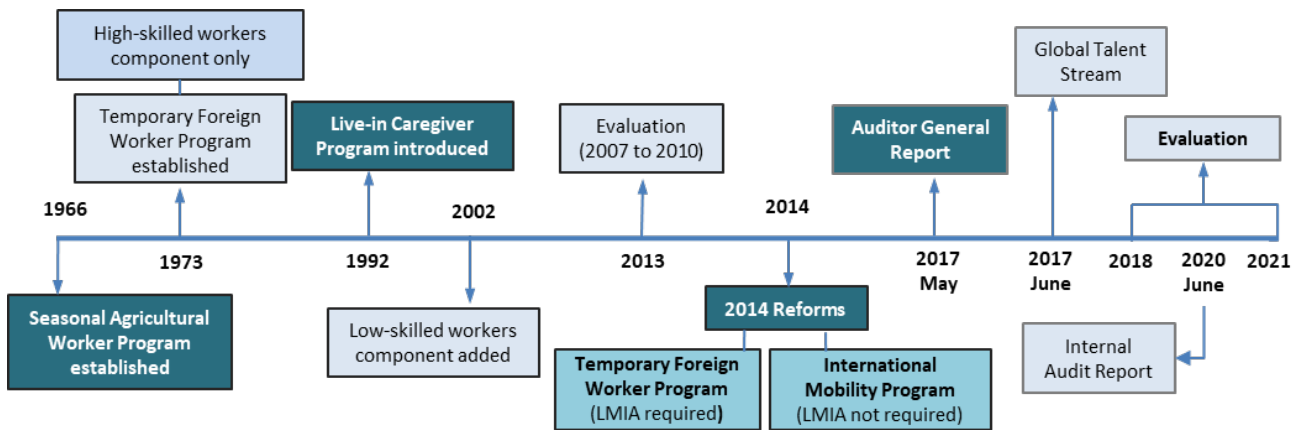 High-skilled workers
component only
Temporary Foreign
Worker Program
established
Live-in Caregiver
Program introduced
Evaluation
(2007 to 2010)
Auditor General
Report
Global Talent
Stream
Evaluation
1966
2002
2014
1973
1992
2013
2017
May
2017
June
2018
2020
June
2021
Seasonal Agricultural
Worker Program
established
Low-skilled workers
component added
2014 Reforms
Temporary Foreign
Worker Program
(LMIA required)
International
Mobility Program
(LMIA not required)
Internal
Audit Report